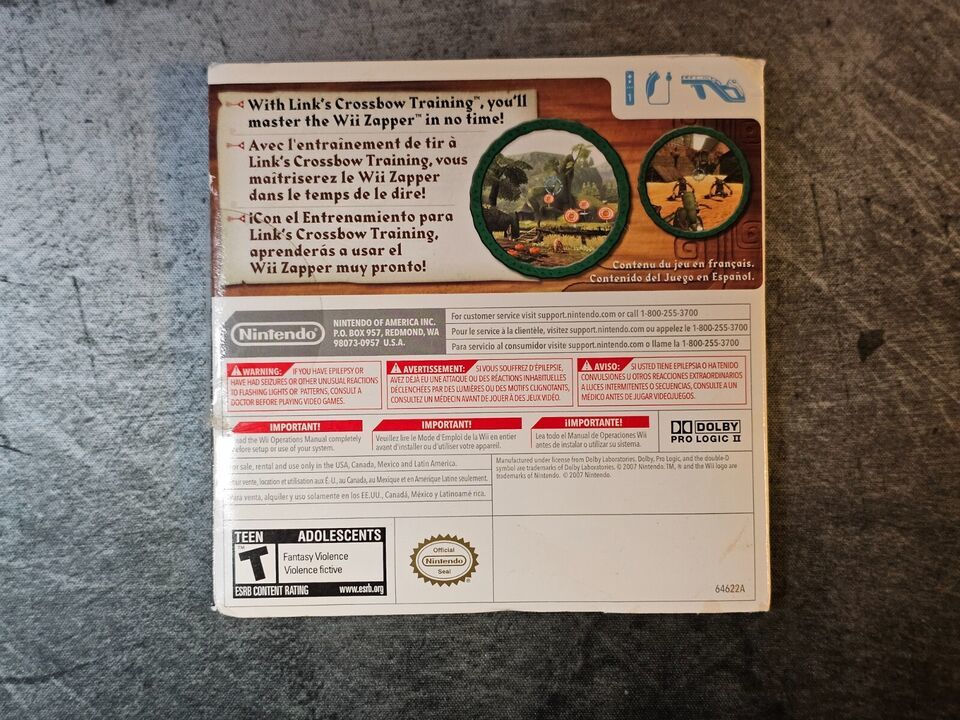 With Link's Crossbow Training™, you'll
master the Wii Zapper™ in no time!
Avec l'entraînement de tir à
Link's Crossbow Training, vous
maîtriserez le Wii Zapper
dans le temps de le dire!
¡Con el Entrenamiento para
Link's Crossbow Training,
aprenderás a usar el
Wii Zapper muy pronto!
1
Contenu du jeu en français.
Contenido del Juego en Español.
Nintendo®
NINTENDO OF AMERICA INC.
P.O. BOX 957, REDMOND, WA
98073-0957 U.S.A.
For customer service visit support.nintendo.com or call 1-800-255-3700
Pour le service à la clientèle, visitez support.nintendo.com ou appelez le 1-800-255-3700
Para servicio al consumidor visite support.nintendo.com o llame la 1-800-255-3700
WARNING: IF YOU HAVE EPILEPSY OR
HAVE HAD SEIZURES OR OTHER UNUSUAL REACTIONS
TO FLASHING LIGHTS OR PATTERNS, CONSULT A
DOCTOR BEFORE PLAYING VIDEO GAMES.
AVERTISSEMENT: SI VOUS SOUFFREZ D'ÉPILEPSIE,
AVEZ DÉJÀ EU UNE ATTAQUE OU DES RÉACTIONS INHABITUELLES
DÉCLENCHÉES PAR DES LUMIÈRES OU DES MOTIFS CLIGNOTANTS,
CONSULTEZ UN MÉDECIN AVANT DE JOUER À DES JEUX VIDÉO.
AVISO: SI USTED TIENE EPILEPSIA O HA TENIDO
CONVULSIONES U OTROS REACCIONES EXTRAORDINARIOS
A LUCES INTERMITENTES O SECUENCIAS, CONSULTE A UN
MÉDICO ANTES DE JUGAR VIDEOJUEGOS.
IMPORTANT!
Read the Wii Operations Manual completely
before setup or use of your system.
IMPORTANT!
Veuillez lire le Mode d'Emploi de la Wii en entier
avant d'installer ou d'utiliser votre appareil.
¡IMPORTANTE!
Lea todo el Manual de Operaciones Wii
antes de instalar o utilizar su sistema.
DOLBY
PRO LOGIC II
For sale, rental and use only in the USA, Canada, Mexico and Latin America.
Pour vente, location et utilisation aux É.-U., au Canada, au Mexique et en Amérique Latine seulement.
Para venta, alquiler y uso solamente en los EE.UU., Canadá, México y Latinoamérica.
Manufactured under license from Dolby Laboratories. Dolby, Pro Logic, and the double-D
symbol are trademarks of Dolby Laboratories. © 2007 Nintendo. TM, ® and the Wii logo are
trademarks of Nintendo. © 2007 Nintendo.
TEEN ADOLESCENTS
T™
Fantasy Violence
Violence fictive
ESRB CONTENT RATING www.esrb.org
Official
Nintendo
Seal
64622A